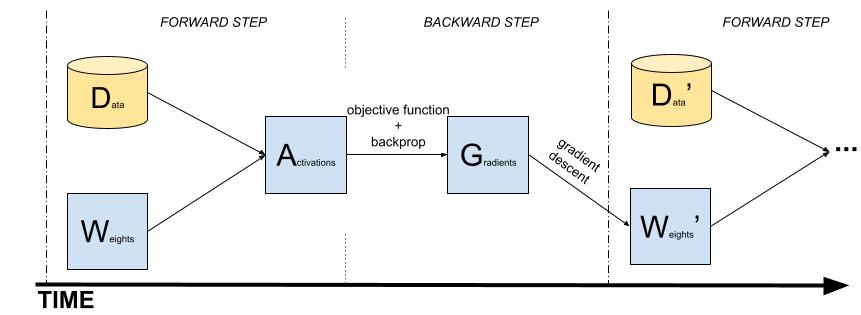 FORWARD STEP
BACKWARD STEP
FORWARD STEP
Data
Weights
Activations
objective function
+
backprop
Gradients
gradient
descent
Data’
Weights’
...
TIME